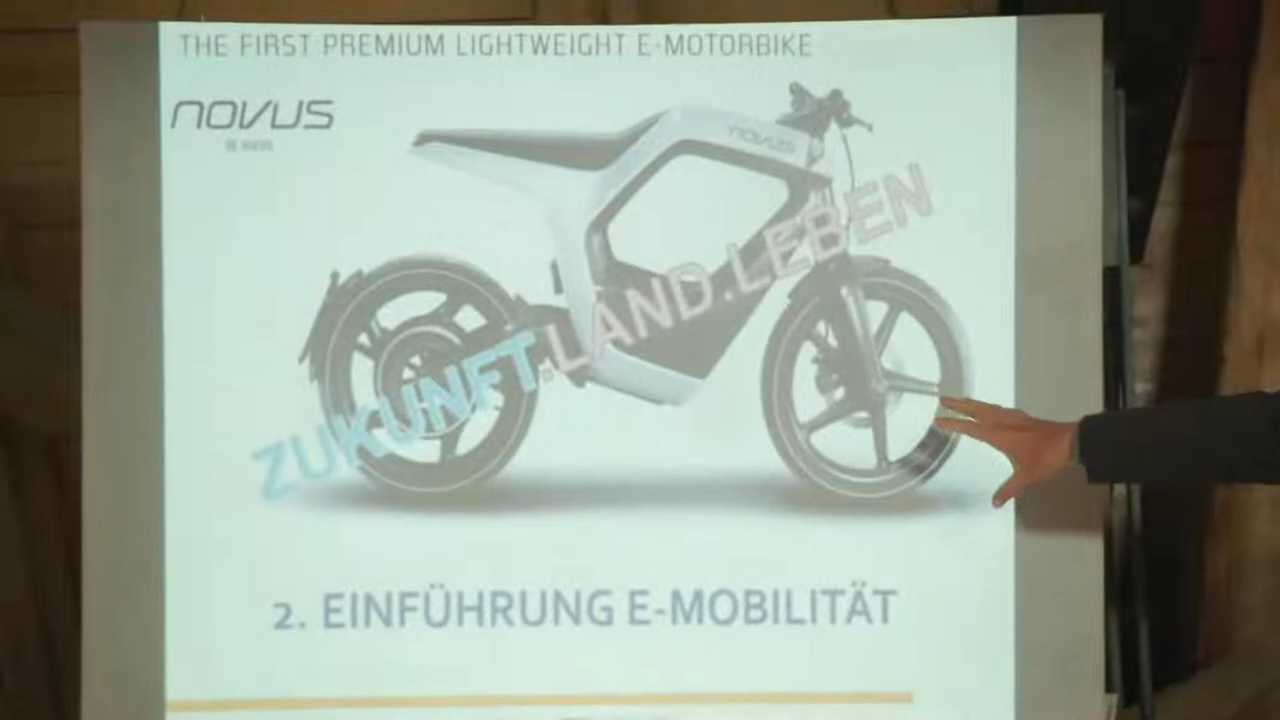 THE FIRST PREMIUM LIGHTWEIGHT E-MOTORBIKE
NOVUS
NOVUS
ZUKUNFT.LAND.LEBEN
2. EINFÜHRUNG E-MOBILITÄT